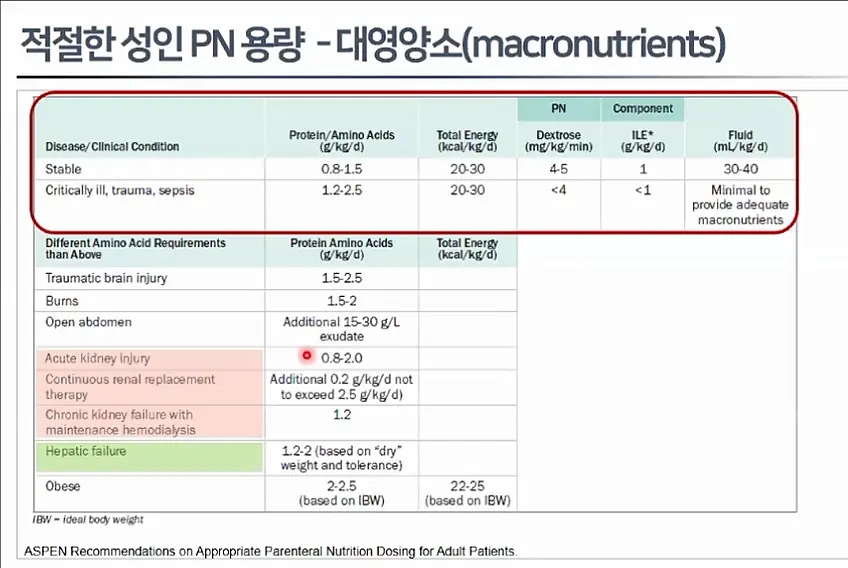 적절한 성인 PN 용량 - 대영양소(macronutrients)
PN Component
Disease/Clinical Condition Protein/Amino Acids (g/kg/d) Total Energy (kcal/kg/d) Dextrose (mg/kg/min) ILE* (g/kg/d) Fluid (mL/kg/d)
Stable 0.8-1.5 20-30 4-5 1 30-40
Critically ill, trauma, sepsis 1.2-2.5 20-30 <4 <1 Minimal to
provide adequate
macronutrients
Different Amino Acid Requirements than Above Protein Amino Acids (g/kg/d) Total Energy (kcal/kg/d)
Traumatic brain injury 1.5-2.5
Burns 1.5-2
Open abdomen Additional 15-30 g/L
exudate
Acute kidney injury 0.8-2.0
Continuous renal replacement therapy Additional 0.2 g/kg/d not to exceed 2.5 g/kg/d)
Chronic kidney failure with maintenance hemodialysis 1.2
Hepatic failure 1.2-2 (based on “dry”
weight and tolerance)
Obese 2-2.5 (based on IBW) 22-25 (based on IBW)
IBW = ideal body weight
ASPEN Recommendations on Appropriate Parenteral Nutrition Dosing for Adult Patients.